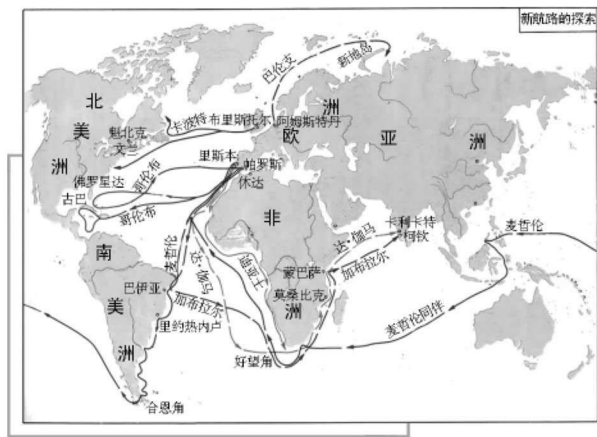 新航路的探索
巴伦支
新地岛
北
美
洲
卡波特
布里斯托尔
阿姆斯特丹
欧
洲
亚
洲
魁北克
文兰
里斯本
帕罗斯
休达
哥伦布
佛罗里达
古巴
哥伦布
非
洲
卡利卡特
柯钦
麦哲伦
达·伽马
加布拉尔
蒙巴萨
莫桑比克
迪亚士
达·伽马
麦哲伦
南
美
洲
巴伊亚
加布拉尔
里约热内卢
好望角
麦哲伦同伴
合恩角